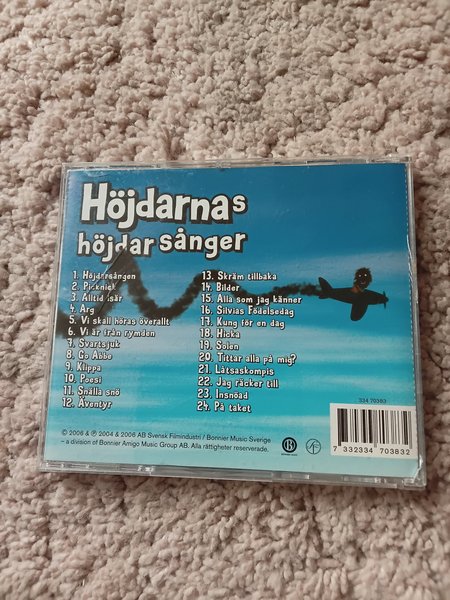 Höjdarnas
höjdar sånger
1. Höjdarsången
2. Picknick
3. Alltid isär
4. Arg
5. Vi skall höras överallt
6. Vi är från rymden
7. Svartsjuk
8. Go Abbe
9. Klippa
10. Poesi
11. Snälla snö
12. Äventyr
13. Skräm tillbaka
14. Bilder
15. Alla som jag känner
16. Silvias Födelsedag
17. Kung för en dag
18. Hicka
19. Solen
20. Tittar alla på mig?
21. Låtsaskompis
22. Jag räcker till
23. Insnöad
24. På taket
334 70383
© 2006 & ℗ 2004 & 2006 AB Svensk Filmindustri / Bonnier Music Sverige
– a division of Bonnier Amigo Music Group AB. Alla rättigheter reserverade.
7 332334 703832